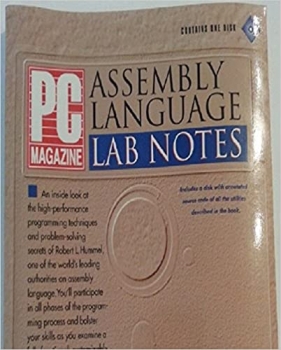 CONTAINS ONE DISK
PC
MAGAZINE
ASSEMBLY
LANGUAGE
LAB NOTES
An inside look at
the high-performance
programming techniques
and problem-solving
secrets of Robert L. Hummel,
one of the world's leading
authorities on assembly
language. You'll participate
in all phases of the program-
ming process and bolster
your skills as you examine a
Includes a disk with annotated
source code of all the utilities
described in the book.